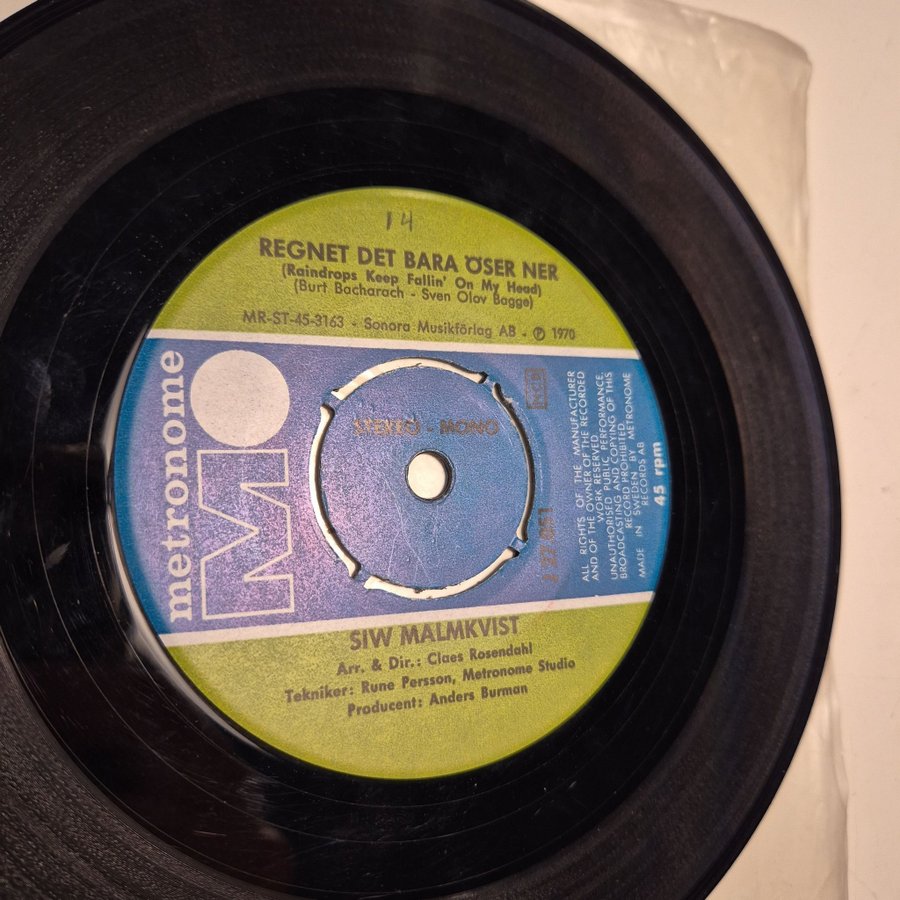 14
REGNET DET BARA ÖSER NER
(Raindrops Keep Fallin' On My Head)
(Burt Bacharach - Sven Olov Bagge)
MR-ST-45-3163 - Sonora Musikförlag AB - ℗ 1970
metronome
M
STEREO - MONO
NCB
ALL RIGHTS OF THE MANUFACTURER
AND OF THE OWNER OF THE RECORDED
WORK RESERVED
UNAUTHORISED PUBLIC PERFORMANCE,
BROADCASTING AND COPYING OF THIS
RECORD PROHIBITED
MADE IN SWEDEN BY METRONOME
RECORDS AB
45 rpm
SIW MALMKVIST
Arr. & Dir.: Claes Rosendahl
Tekniker: Rune Persson, Metronome Studio
Producent: Anders Burman